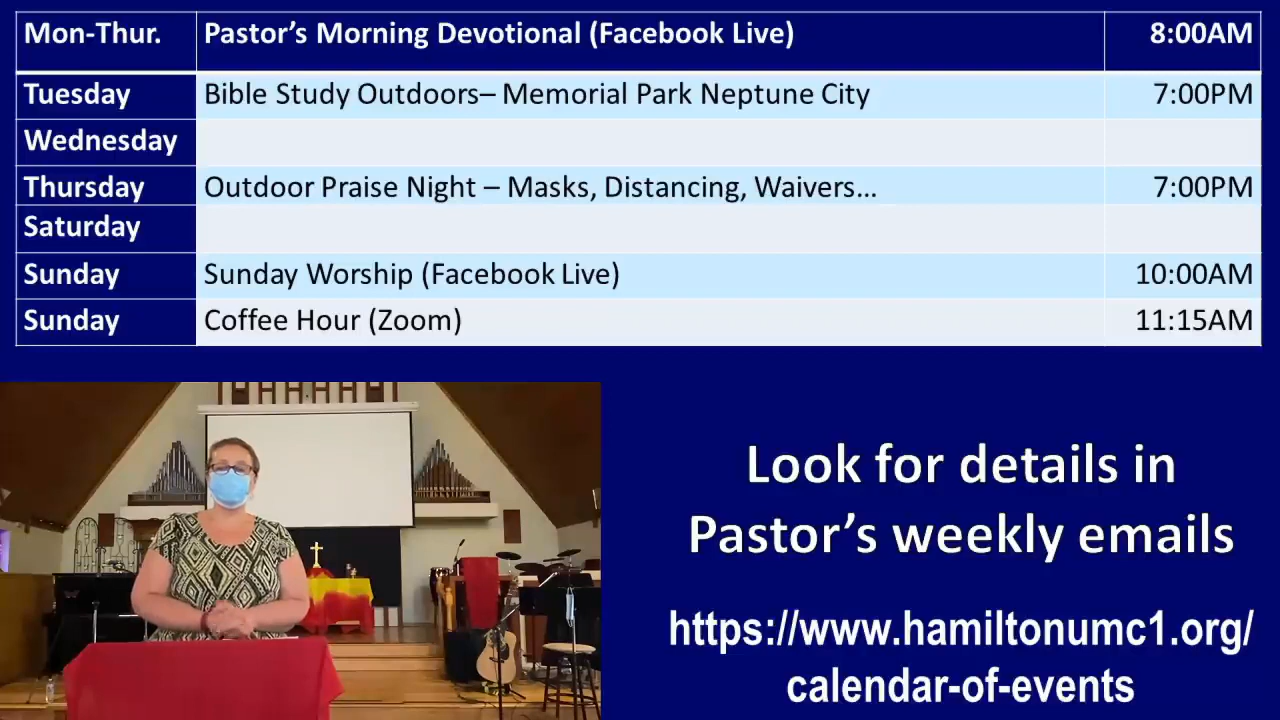 Mon-Thur. Pastor's Morning Devotional (Facebook Live) 8:00AM
Tuesday Bible Study Outdoors– Memorial Park Neptune City 7:00PM
Wednesday
Thursday Outdoor Praise Night – Masks, Distancing, Waivers... 7:00PM
Saturday
Sunday Sunday Worship (Facebook Live) 10:00AM
Sunday Coffee Hour (Zoom) 11:15AM
Look for details in
Pastor's weekly emails
https://www.hamiltonumc1.org/
calendar-of-events